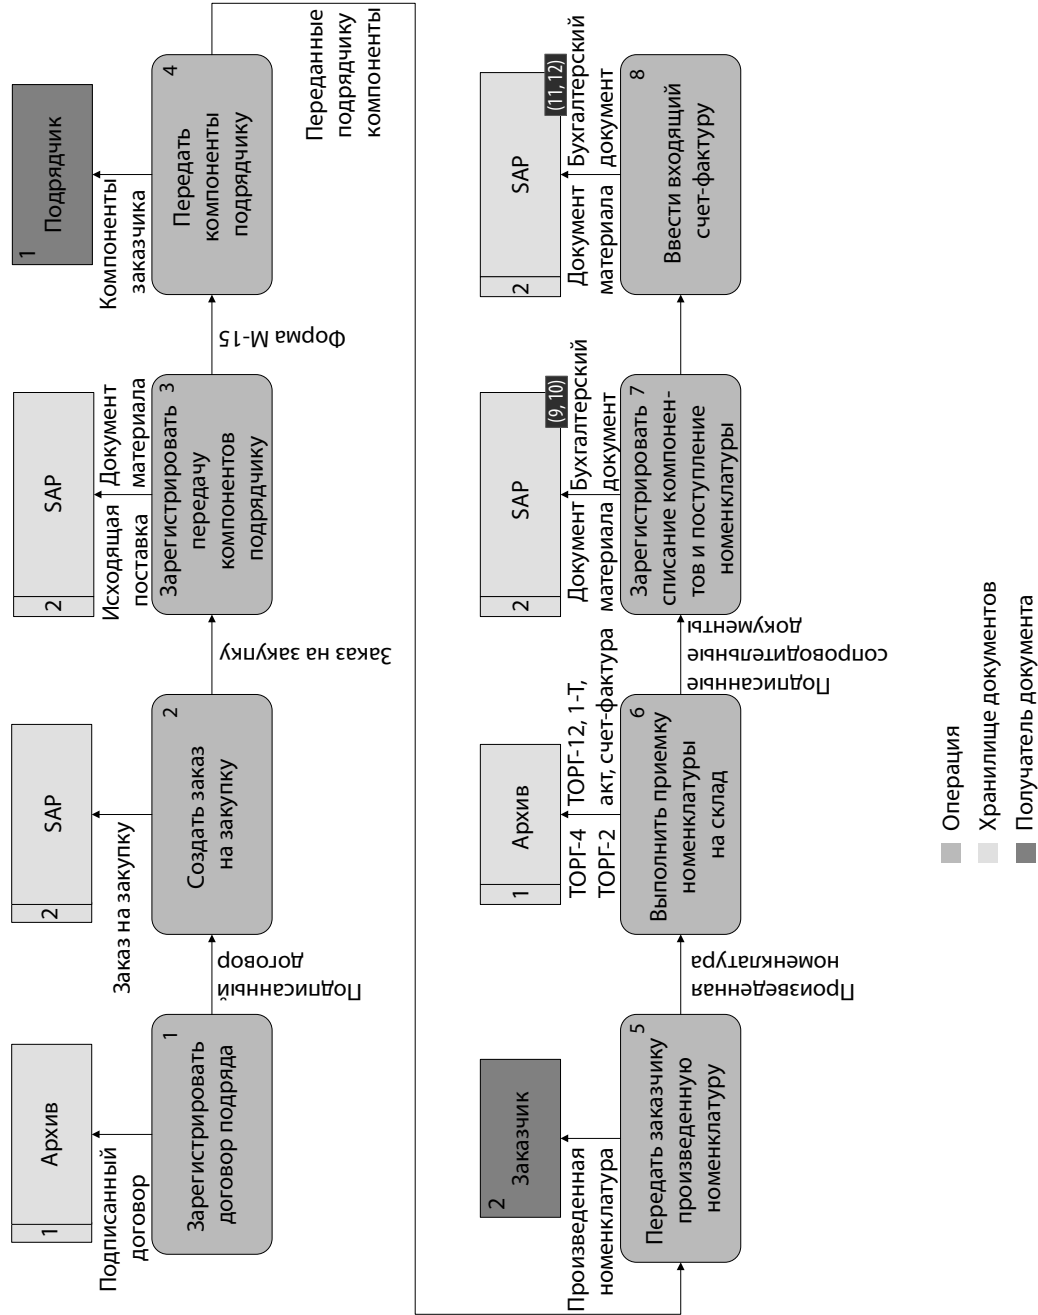 1
Архив
Подписанный
договор
1
Зарегистрировать
договор подряда
Подписанный
договор
2
SAP
Заказ на закупку
2
Создать заказ
на закупку
Заказ на закупку
2
SAP
Исходящая
поставка
Документ
материала
3
Зарегистрировать
передачу
компонентов
подрядчику
Форма М-15
1
Подрядчик
Компоненты
заказчика
4
Передать
компоненты
подрядчику
Переданные
подрядчику
компоненты
2
Заказчик
Произведенная
номенклатура
5
Передать заказчику
произведенную
номенклатуру
Произведенная
номенклатура
1
Архив
ТОРГ-4
ТОРГ-2
ТОРГ-12, 1-Т,
акт, счет-фактура
6
Выполнить приемку
номенклатуры
на склад
Подписанные
сопроводительные
документы
2
SAP
(9, 10)
Документ
материала
Бухгалтерский
документ
7
Зарегистрировать
списание компонен-
тов и поступление
номенклатуры
2
SAP
(11, 12)
Документ
материала
Бухгалтерский
документ
8
Ввести входящий
счет-фактуру
Операция
Хранилище документов
Получатель документа